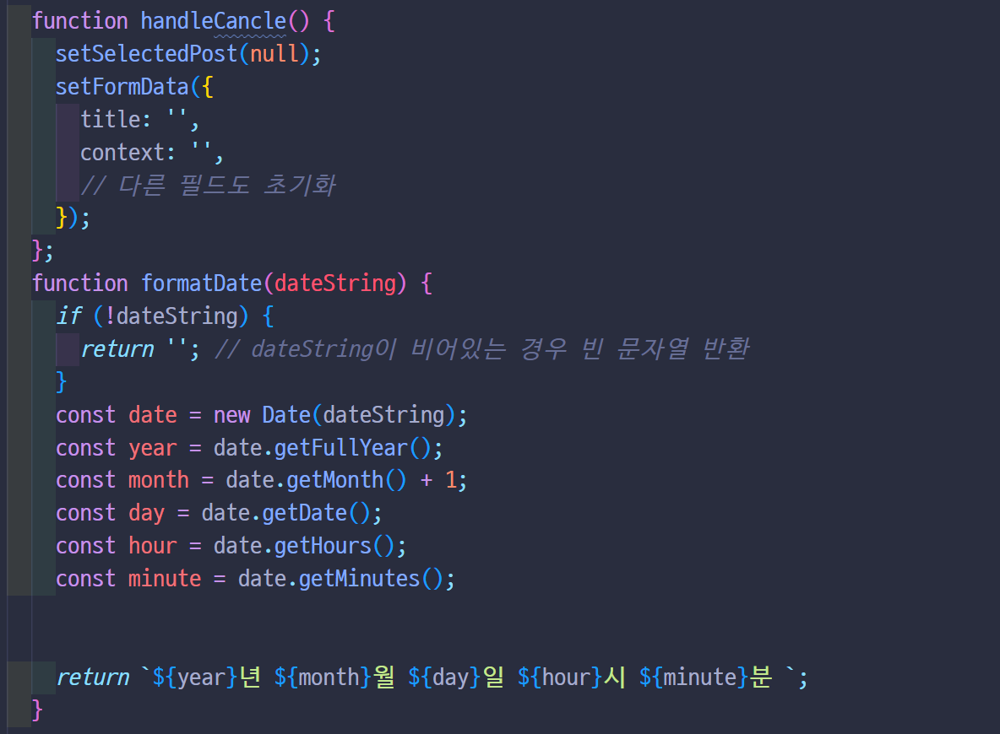 function handleCancle() {
setSelectedPost(null);
setFormData({
title: '',
context: '',
// 다른 필드도 초기화
});
};
function formatDate(dateString) {
if (!dateString) {
return ''; // dateString이 비어있는 경우 빈 문자열 반환
}
const date = new Date(dateString);
const year = date.getFullYear();
const month = date.getMonth() + 1;
const day = date.getDate();
const hour = date.getHours();
const minute = date.getMinutes();
return `${year}년 ${month}월 ${day}일 ${hour}시 ${minute}분 `;
}